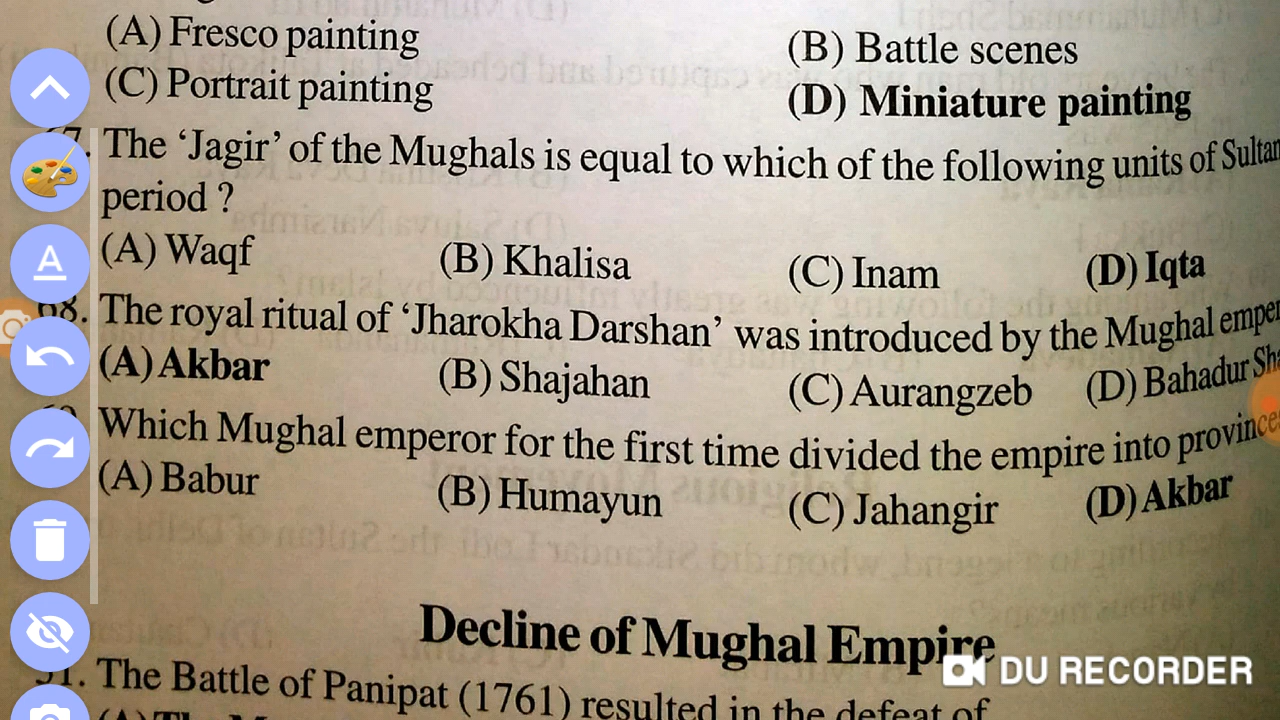 (A) Fresco painting (B) Battle scenes
(C) Portrait painting (D) Miniature painting
67. The ‘Jagir’ of the Mughals is equal to which of the following units of Sultan
period ?
(A) Waqf (B) Khalisa (C) Inam (D) Iqta
68. The royal ritual of ‘Jharokha Darshan’ was introduced by the Mughal emper
(A) Akbar (B) Shajahan (C) Aurangzeb (D) Bahadur Sha
69. Which Mughal emperor for the first time divided the empire into province
(A) Babur (B) Humayun (C) Jahangir (D) Akbar
Decline of Mughal Empire
The Battle of Panipat (1761) resulted in the defeat of
DU RECORDER